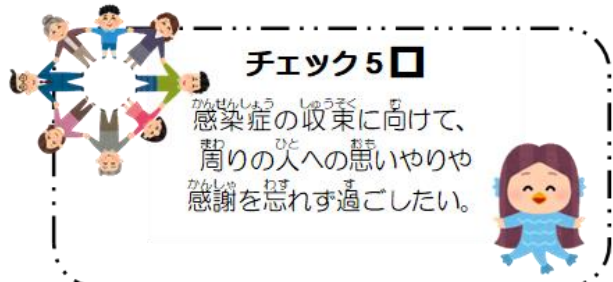 チェック5□
感染症の収束に向けて、
周りの人への思いやりや
感謝を忘れず過ごしたい。